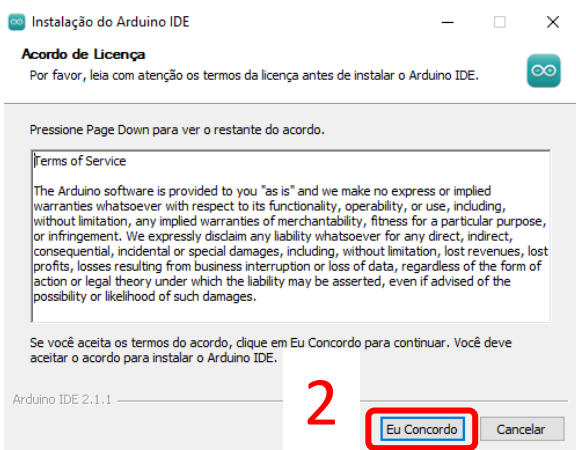 Instalação do Arduino IDE
Acordo de Licença
Por favor, leia com atenção os termos da licença antes de instalar o Arduino IDE.
Pressione Page Down para ver o restante do acordo.
Terms of Service
The Arduino software is provided to you "as is" and we make no express or implied
warranties whatsoever with respect to its functionality, operability, or use, including,
without limitation, any implied warranties of merchantability, fitness for a particular purpose,
or infringement. We expressly disclaim any liability whatsoever for any direct, indirect,
consequential, incidental or special damages, including, without limitation, lost revenues, lost
profits, losses resulting from business interruption or loss of data, regardless of the form of
action or legal theory under which the liability may be asserted, even if advised of the
possibility or likelihood of such damages.
Se você aceita os termos do acordo, clique em Eu Concordo para continuar. Você deve
aceitar o acordo para instalar o Arduino IDE.
Arduino IDE 2.1.1
2
Eu Concordo
Cancelar